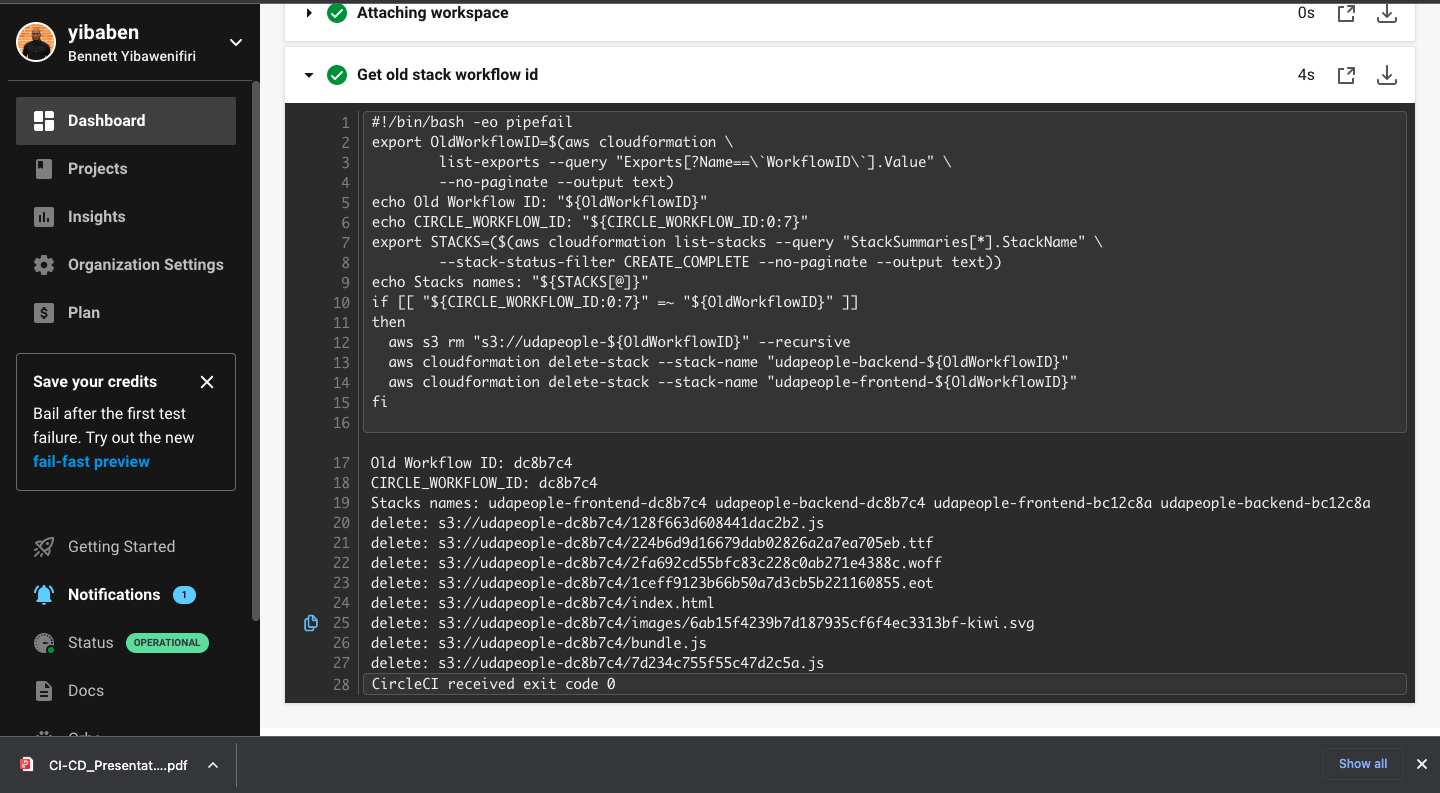 yibaben
Bennett Yibawenifiri
Dashboard
Projects
Insights
Organization Settings
Plan
Save your credits
Bail after the first test
failure. Try out the new
fail-fast preview
Getting Started
Notifications 1
Status OPERATIONAL
Docs
Attaching workspace 0s
Get old stack workflow id 4s
1 #!/bin/bash -eo pipefail
2 export OldWorkflowID=$(aws cloudformation \
3 list-exports --query "Exports[?Name==\`WorkflowID\`].Value" \
4 --no-paginate --output text)
5 echo Old Workflow ID: "${OldWorkflowID}"
6 echo CIRCLE_WORKFLOW_ID: "${CIRCLE_WORKFLOW_ID:0:7}"
7 export STACKS=($(aws cloudformation list-stacks --query "StackSummaries[*].StackName" \
8 --stack-status-filter CREATE_COMPLETE --no-paginate --output text))
9 echo Stacks names: "${STACKS[@]}"
10 if [[ "${CIRCLE_WORKFLOW_ID:0:7}" =~ "${OldWorkflowID}" ]]
11 then
12 aws s3 rm "s3://udapeople-${OldWorkflowID}" --recursive
13 aws cloudformation delete-stack --stack-name "udapeople-backend-${OldWorkflowID}"
14 aws cloudformation delete-stack --stack-name "udapeople-frontend-${OldWorkflowID}"
15 fi
16
17 Old Workflow ID: dc8b7c4
18 CIRCLE_WORKFLOW_ID: dc8b7c4
19 Stacks names: udapeople-frontend-dc8b7c4 udapeople-backend-dc8b7c4 udapeople-frontend-bc12c8a udapeople-backend-bc12c8a
20 delete: s3://udapeople-dc8b7c4/128f663d608441dac2b2.js
21 delete: s3://udapeople-dc8b7c4/224b6d9d16679dab02826a2a7ea705eb.ttf
22 delete: s3://udapeople-dc8b7c4/2fa692cd55bfc83c228c0ab271e4388c.woff
23 delete: s3://udapeople-dc8b7c4/1ceff9123b66b50a7d3cb5b221160855.eot
24 delete: s3://udapeople-dc8b7c4/index.html
25 delete: s3://udapeople-dc8b7c4/images/6ab15f4239b7d187935cf6f4ec3313bf-kiwi.svg
26 delete: s3://udapeople-dc8b7c4/bundle.js
27 delete: s3://udapeople-dc8b7c4/7d234c755f55c47d2c5a.js
28 CircleCI received exit code 0
CI-CD_Presentat....pdf
Show all